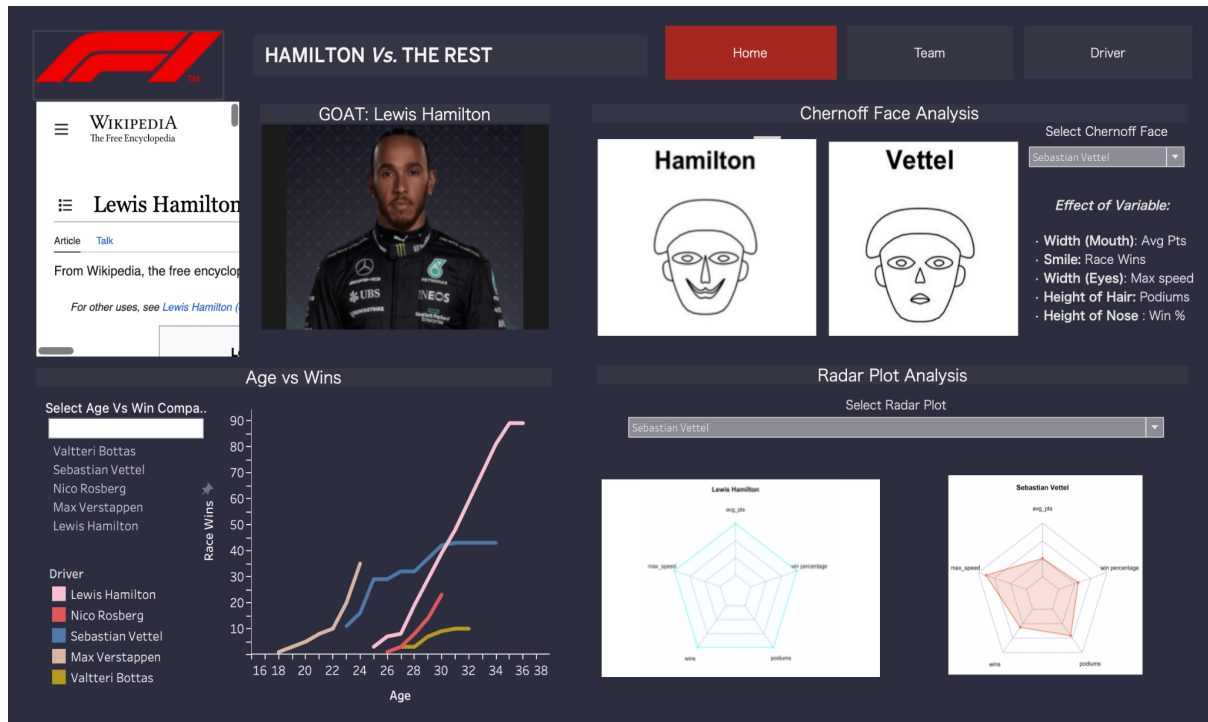 F1
TM
HAMILTON Vs. THE REST
Home
Team
Driver
WIKIPEDIA
The Free Encyclopedia
Lewis Hamilton
Article Talk
From Wikipedia, the free encyclop
For other uses, see Lewis Hamilton (
GOAT: Lewis Hamilton
UBS
INEOS
PETRONAS
CROWDSTRIKE
Hewlett Packard
Enterprise
Chernoff Face Analysis
Hamilton
Vettel
Select Chernoff Face
Sebastian Vettel
Effect of Variable:
· Width (Mouth): Avg Pts
· Smile: Race Wins
· Width (Eyes): Max speed
· Height of Hair: Podiums
· Height of Nose : Win %
Age vs Wins
Select Age Vs Win Compa..
Valtteri Bottas
Sebastian Vettel
Nico Rosberg
Max Verstappen
Lewis Hamilton
Driver
Lewis Hamilton
Nico Rosberg
Sebastian Vettel
Max Verstappen
Valtteri Bottas
Race Wins
90
80
70
60
50
40
30
20
10
16 18 20 22 24 26 28 30 32 34 36 38
Age
Radar Plot Analysis
Select Radar Plot
Sebastian Vettel
Lewis Hamilton
avg_pts
max_speed
win percentage
wins
podiums
Sebastian Vettel
avg_pts
max_speed
win percentage
wins
podiums